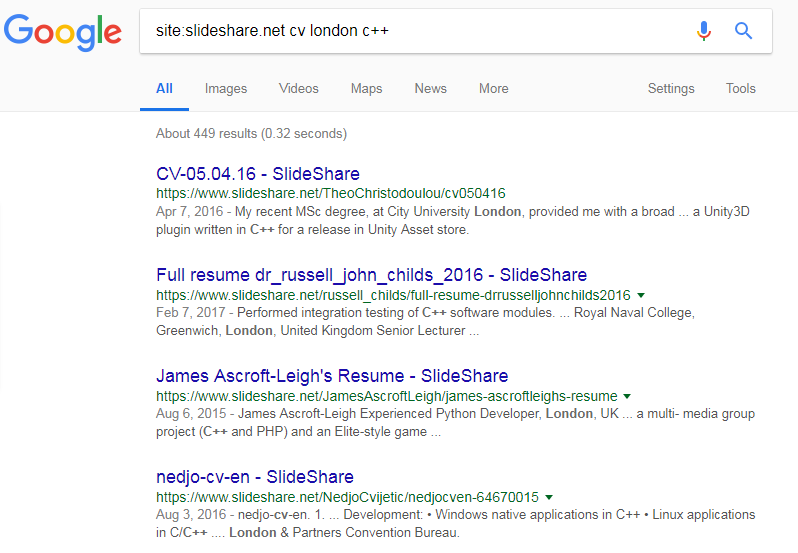 Google
site:slideshare.net cv london c++
All Images Videos Maps News More Settings Tools
About 449 results (0.32 seconds)
CV-05.04.16 - SlideShare
https://www.slideshare.net/TheoChristodoulou/cv050416
Apr 7, 2016 - My recent MSc degree, at City University London, provided me with a broad ... a Unity3D
plugin written in C++ for a release in Unity Asset store.
Full resume dr_russell_john_childs_2016 - SlideShare
https://www.slideshare.net/russell_childs/full-resume-drrusselljohnchilds2016
Feb 7, 2017 - Performed integration testing of C++ software modules. ... Royal Naval College,
Greenwich, London, United Kingdom Senior Lecturer ...
James Ascroft-Leigh's Resume - SlideShare
https://www.slideshare.net/JamesAscroftLeigh/james-ascroftleighs-resume
Aug 6, 2015 - James Ascroft-Leigh Experienced Python Developer, London, UK ... a multi- media group
project (C++ and PHP) and an Elite-style game ...
nedjo-cv-en - SlideShare
https://www.slideshare.net/NedjoCvijetic/nedjocven-64670015
Aug 3, 2016 - nedjo-cv-en. 1. ... Development: • Windows native applications in C++ • Linux applications
in C/C++ .... London & Partners Convention Bureau.